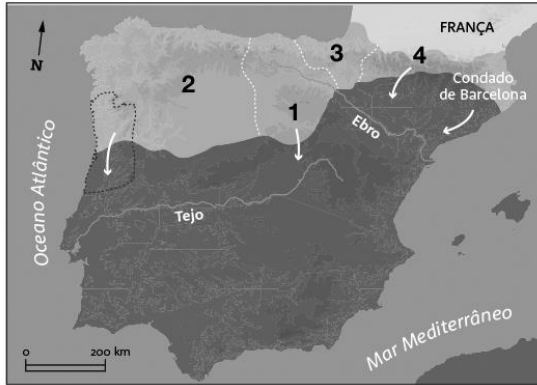 FRANÇA
N
3
4
2
Condado
de Barcelona
1
Ebro
Oceano Atlântico
Tejo
Mar Mediterrâneo
0 200 km